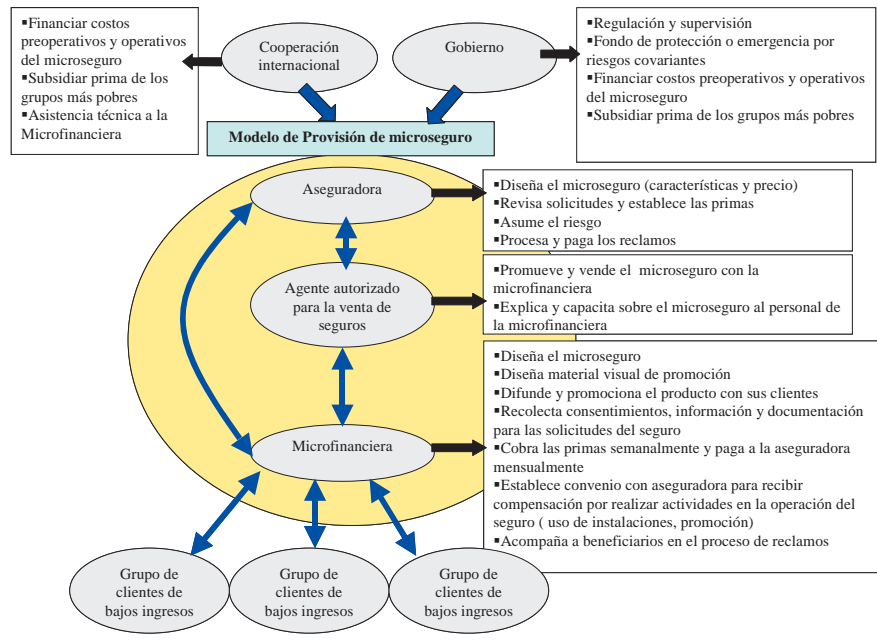 ▪Financiar costos
preoperativos y operativos
del microseguro
▪Subsidiar prima de los
grupos más pobres
▪Asistencia técnica a la
Microfinanciera
Cooperación
internacional
Gobierno
▪Regulación y supervisión
▪Fondo de protección o emergencia por
riesgos covariantes
▪Financiar costos preoperativos y operativos
del microseguro
▪Subsidiar prima de los grupos más pobres
Modelo de Provisión de microseguro
Aseguradora
▪Diseña el microseguro (características y precio)
▪Revisa solicitudes y establece las primas
▪Asume el riesgo
▪Procesa y paga los reclamos
Agente autorizado
para la venta de
seguros
▪Promueve y vende el microseguro con la
microfinanciera
▪Explica y capacita sobre el microseguro al personal de
la microfinanciera
Microfinanciera
▪Diseña el microseguro
▪Diseña material visual de promoción
▪Difunde y promociona el producto con sus clientes
▪Recolecta consentimientos, información y documentación
para las solicitudes del seguro
▪Cobra las primas semanalmente y paga a la aseguradora
mensualmente
▪Establece convenio con aseguradora para recibir
compensación por realizar actividades en la operación del
seguro ( uso de instalaciones, promoción)
▪Acompaña a beneficiarios en el proceso de reclamos
Grupo de
clientes de
bajos ingresos
Grupo de
clientes de
bajos ingresos
Grupo de
clientes de
bajos ingresos